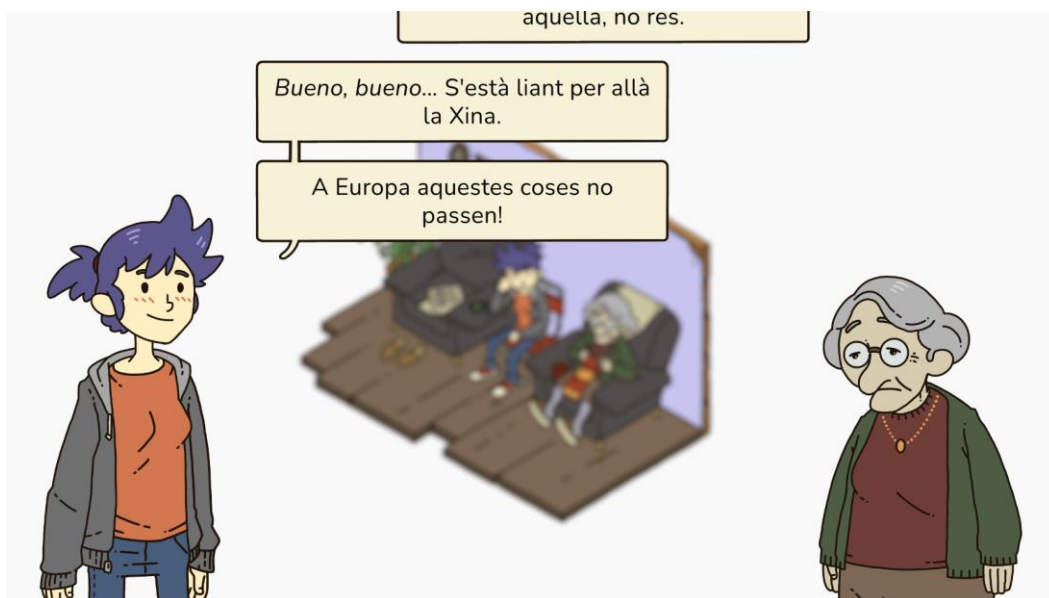 aquella, no res.
Bueno, bueno... S'està liant per allà
la Xina.
A Europa aquestes coses no
passen!